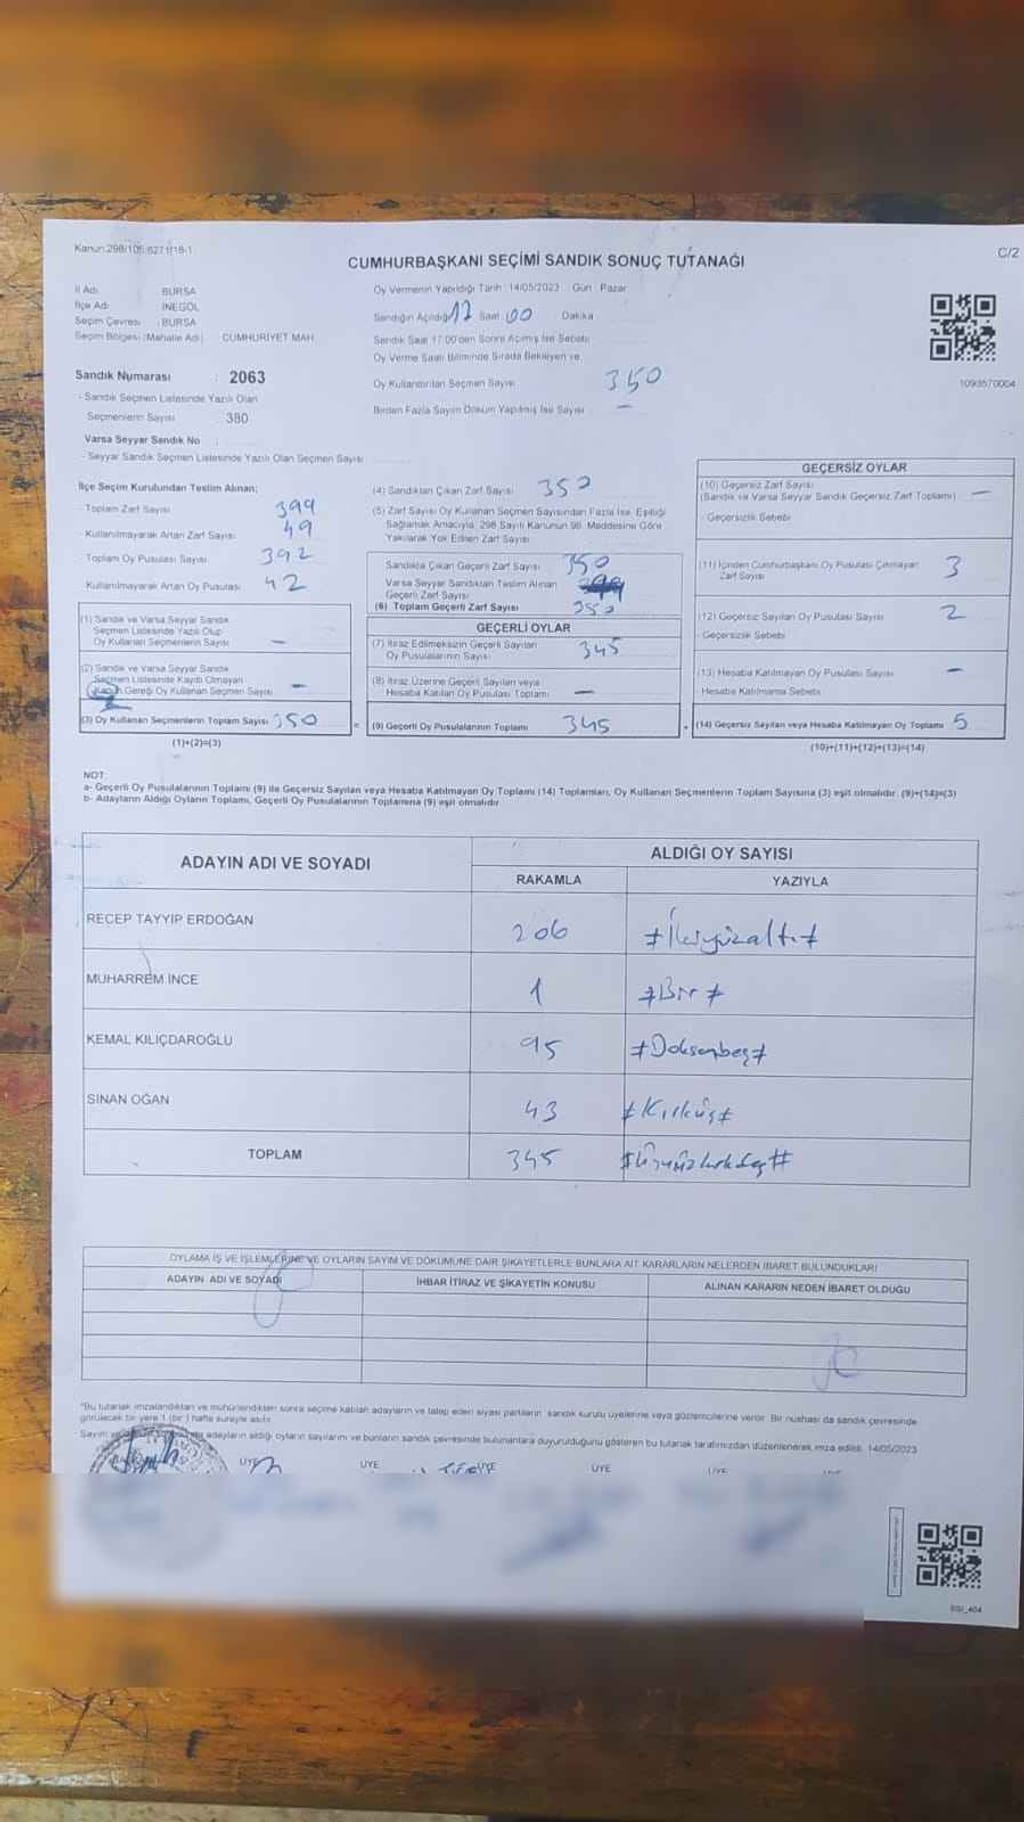 Kanun:298/105,6271/18-1
C/2
CUMHURBAŞKANI SEÇİMİ SANDIK SONUÇ TUTANAĞI
İl Adı BURSA
İlçe Adı İNEGÖL
Seçim Çevresi : BURSA
Seçim Bölgesi (Mahalle Adı) CUMHURİYET MAH.
Sandık Numarası : 2063
- Sandık Seçmen Listesinde Yazılı Olan
Seçmenlerin Sayısı 380
Varsa Seyyar Sandık No :
- Seyyar Sandık Seçmen Listesinde Yazılı Olan Seçmen Sayısı
Oy Vermenin Yapıldığı Tarih : 14/05/2023 Gün : Pazar
Sandığın Açıldığı 17 Saat 00 Dakika
Sandık Saat 17:00'den Sonra Açılmış İse Sebebi
Oy Verme Saati Bitiminde Sırada Bekleyen ve
Oy Kullandırılan Seçmen Sayısı 350
Birden Fazla Sayım Döküm Yapılmış İse Sayısı —
1093570004
İlçe Seçim Kurulundan Teslim Alınan;
Toplam Zarf Sayısı 399
Kullanılmayarak Artan Zarf Sayısı 49
Toplam Oy Pusulası Sayısı 392
Kullanılmayarak Artan Oy Pusulası 42
(1) Sandık ve Varsa Seyyar Sandık
Seçmen Listesinde Yazılı Olup
Oy Kullanan Seçmenlerin Sayısı —
(2) Sandık ve Varsa Seyyar Sandık
Seçmen Listesinde Kaydı Olmayan
Kanun Gereği Oy Kullanan Seçmen Sayısı —
(3) Oy Kullanan Seçmenlerin Toplam Sayısı 350
(1)+(2)=(3)
(4) Sandıktan Çıkan Zarf Sayısı 350
(5) Zarf Sayısı Oy Kullanan Seçmen Sayısından Fazla İse, Eşitliği
Sağlamak Amacıyla, 298 Sayılı Kanunun 98. Maddesine Göre
Yakılarak Yok Edilen Zarf Sayısı
Sandıkta Çıkan Geçerli Zarf Sayısı 350
Varsa Seyyar Sandıktan Teslim Alınan
Geçerli Zarf Sayısı
(6) Toplam Geçerli Zarf Sayısı 350
GEÇERLİ OYLAR
(7) İtiraz Edilmeksizin Geçerli Sayılan
Oy Pusulalarının Sayısı 345
(8) İtiraz Üzerine Geçerli Sayılan veya
Hesaba Katılan Oy Pusulası Toplamı —
= (9) Geçerli Oy Pusulalarının Toplamı 345
GEÇERSİZ OYLAR
(10) Geçersiz Zarf Sayısı
(Sandık ve Varsa Seyyar Sandık Geçersiz Zarf Toplamı) —
- Geçersizlik Sebebi
(11) İçinden Cumhurbaşkanı Oy Pusulası Çıkmayan
Zarf Sayısı 3
(12) Geçersiz Sayılan Oy Pusulası Sayısı 2
- Geçersizlik Sebebi
(13) Hesaba Katılmayan Oy Pusulası Sayısı —
Hesaba Katılmama Sebebi
+ (14) Geçersiz Sayılan veya Hesaba Katılmayan Oy Toplamı 5
(10)+(11)+(12)+(13)=(14)
NOT:
a- Geçerli Oy Pusulalarının Toplamı (9) ile Geçersiz Sayılan veya Hesaba Katılmayan Oy Toplamı (14) Toplamları, Oy Kullanan Seçmenlerin Toplam Sayısına (3) eşit olmalıdır. (9)+(14)=(3)
b- Adayların Aldığı Oyların Toplamı, Geçerli Oy Pusulalarının Toplamına (9) eşit olmalıdır.
ADAYIN ADI VE SOYADI
ALDIĞI OY SAYISI
RAKAMLA YAZIYLA
RECEP TAYYİP ERDOĞAN 206 #İkiyüzaltı#
MUHARREM İNCE 1 #Bir#
KEMAL KILIÇDAROĞLU 95 #Doksanbeş#
SİNAN OĞAN 43 #Kırküç#
TOPLAM 345 #Üçyüzkırkbeş#
OYLAMA İŞ VE İŞLEMLERİNE VE OYLARIN SAYIM VE DÖKÜMÜNE DAİR ŞİKAYETLERLE BUNLARA AİT KARARLARIN NELERDEN İBARET BULUNDUKLARI
ADAYIN ADI VE SOYADI
İHBAR İTİRAZ VE ŞİKAYETİN KONUSU
ALINAN KARARIN NEDEN İBARET OLDUĞU
*Bu tutanak imzalandıktan ve mühürlendikten sonra seçime katılan adayların ve talep eden siyasi partilerin sandık kurulu üyelerine veya gözlemcilerine verilir. Bir nüshası da sandık çevresinde
görülecek bir yere 1 (bir) hafta süreyle asılır.
adayların aldığı oyların sayılarını ve bunların sandık çevresinde bulunanlara duyurulduğunu gösteren bu tutanak tarafımızdan düzenlenerek imza edildi. 14/05/2023
ÜYE ÜYE ÜYE ÜYE ÜYE